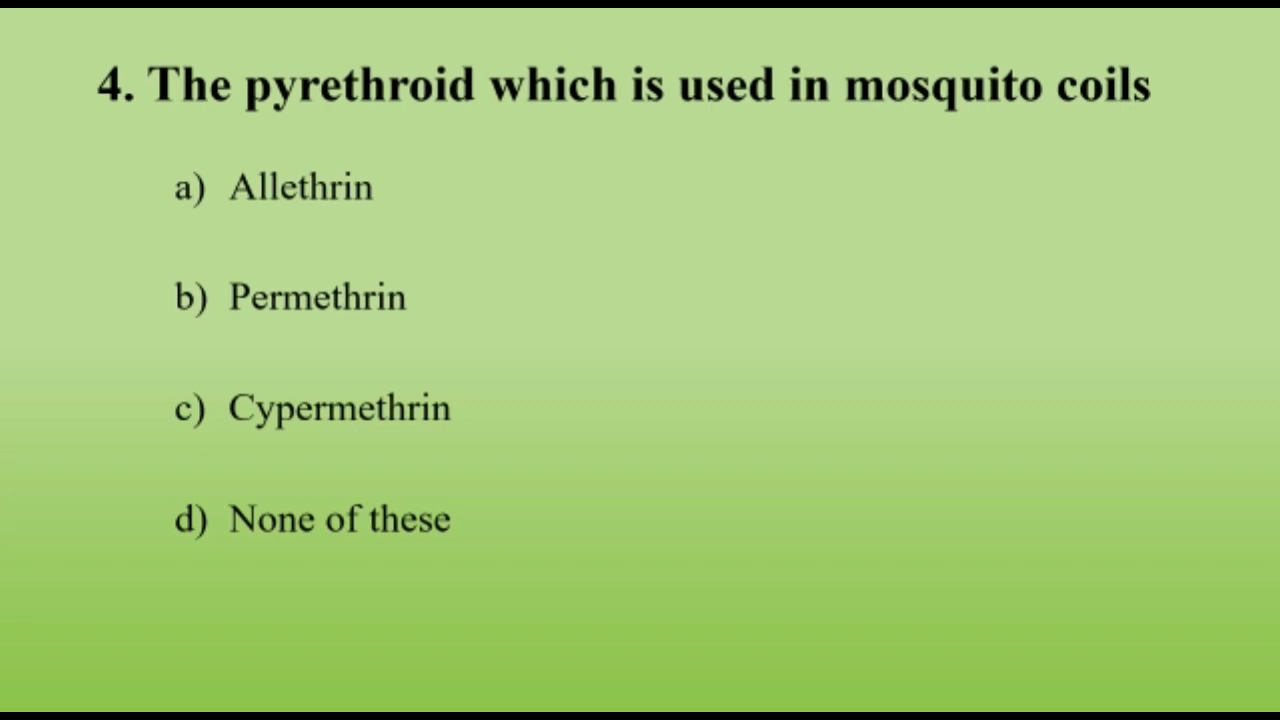 4. The pyrethroid which is used in mosquito coils
a) Allethrin
b) Permethrin
c) Cypermethrin
d) None of these